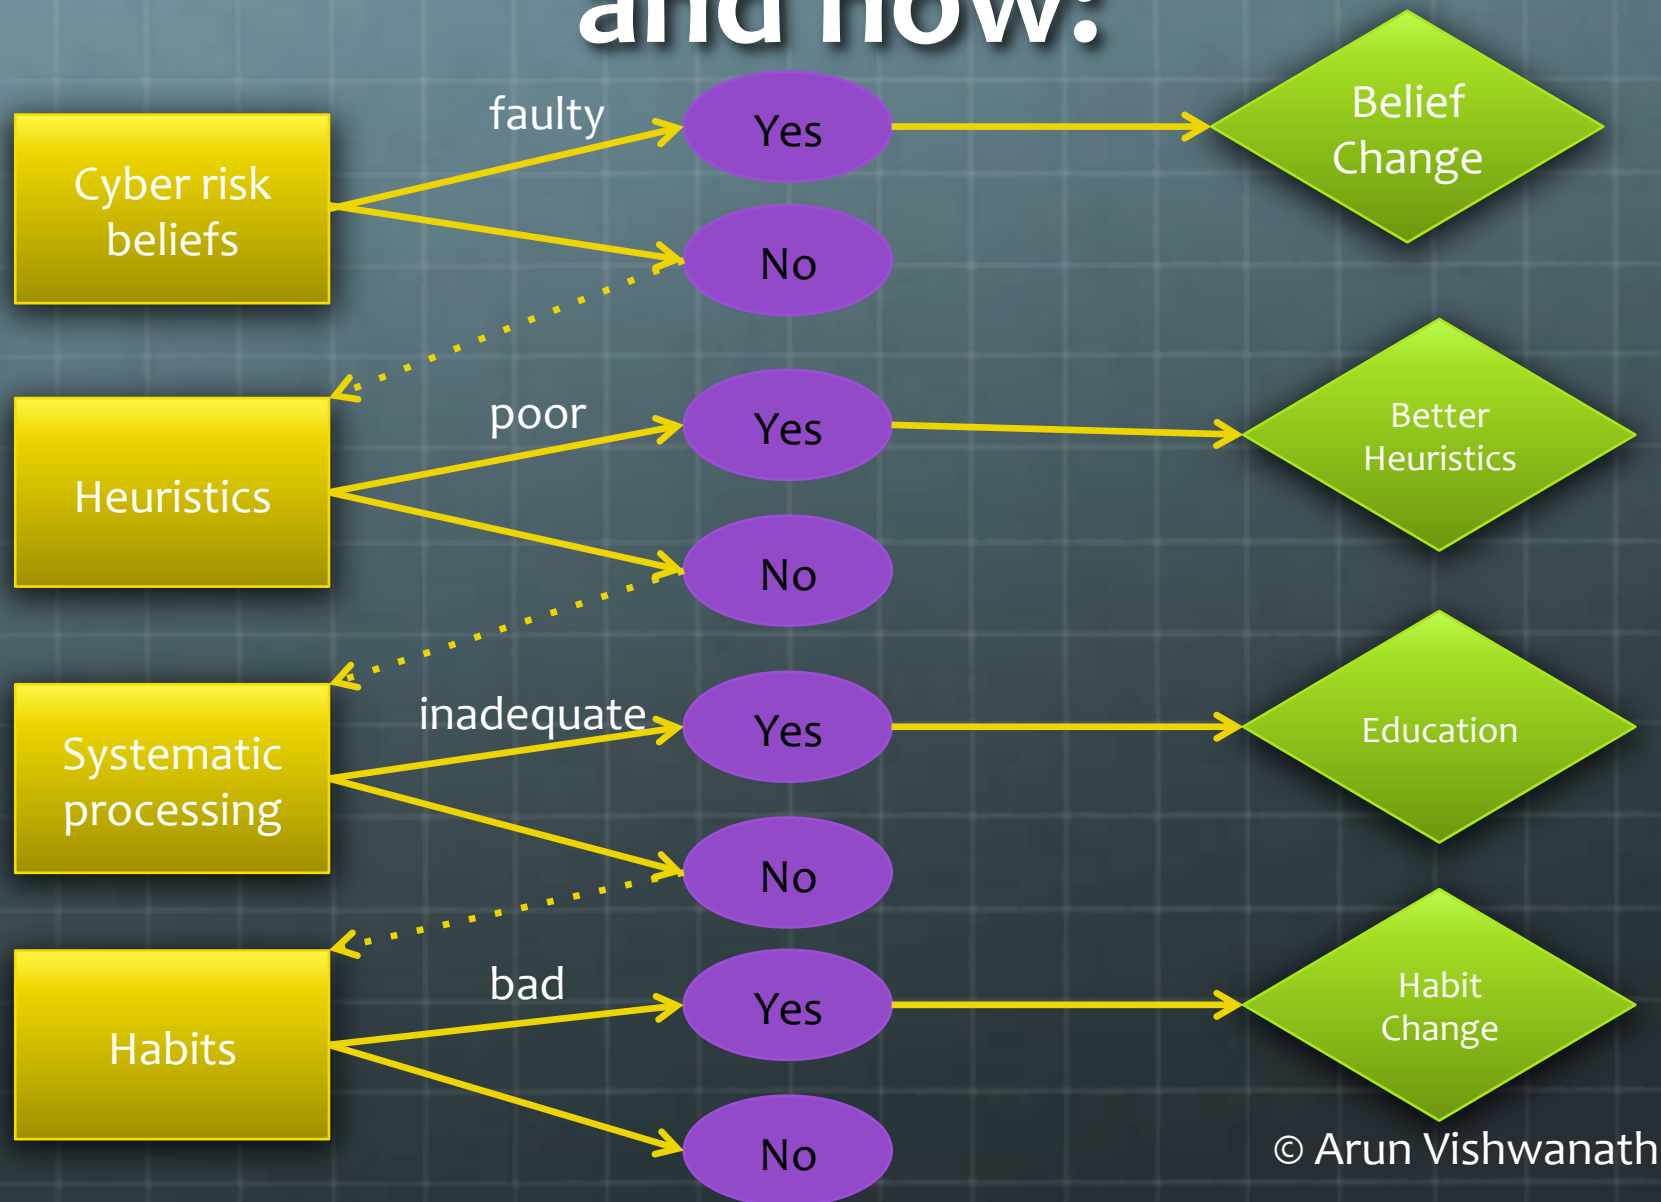 and
faulty
Yes
Belief
Change
Cyber risk
beliefs
No
poor
Yes
Better
Heuristics
Heuristics
No
inadequate
Yes
Education
Systematic
processing
No
bad
Yes
Habit
Change
Habits
No
© Arun Vishwanath